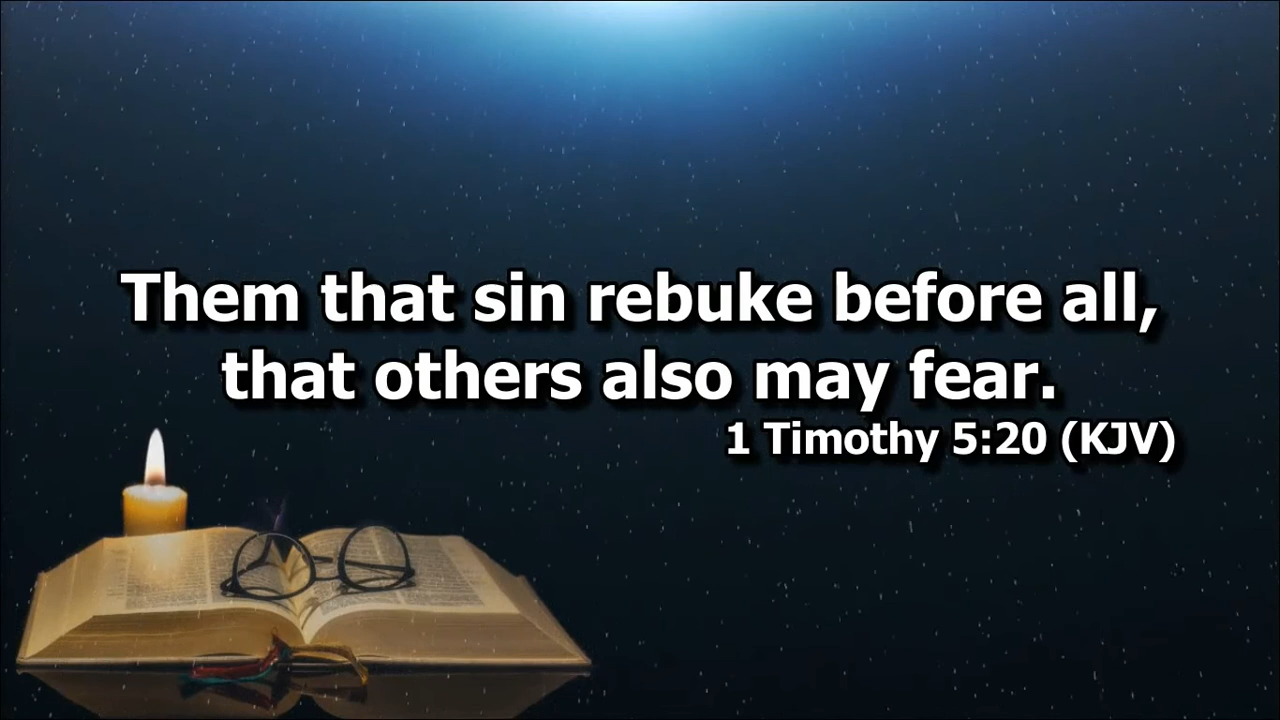 Them that sin rebuke before all,
that others also may fear.
1 Timothy 5:20 (KJV)